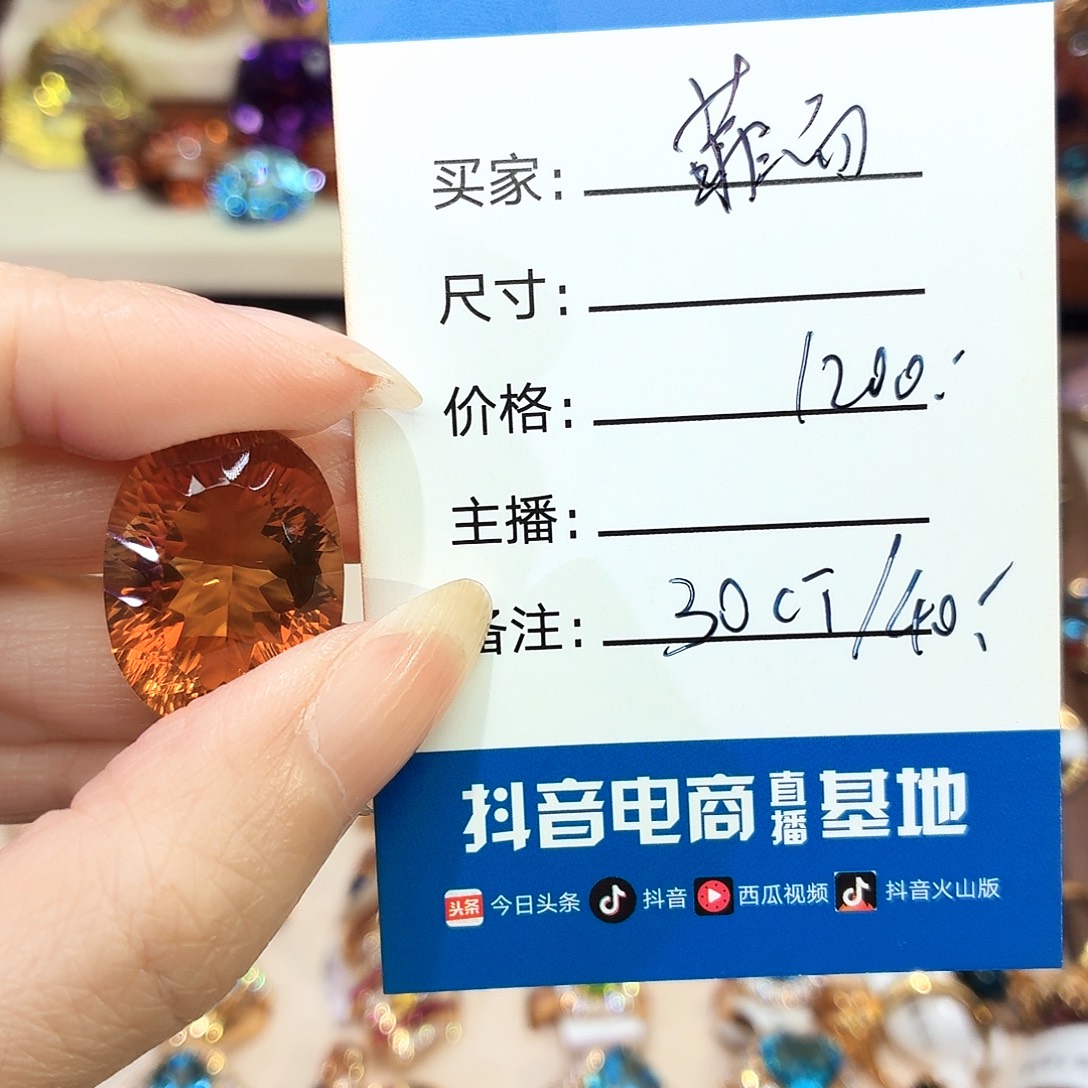 买家：
尺寸：
价格： 1200.
主播：
备注： 30CT/40.
抖音电商直播基地
头条 今日头条 抖音 西瓜视频 抖音火山版